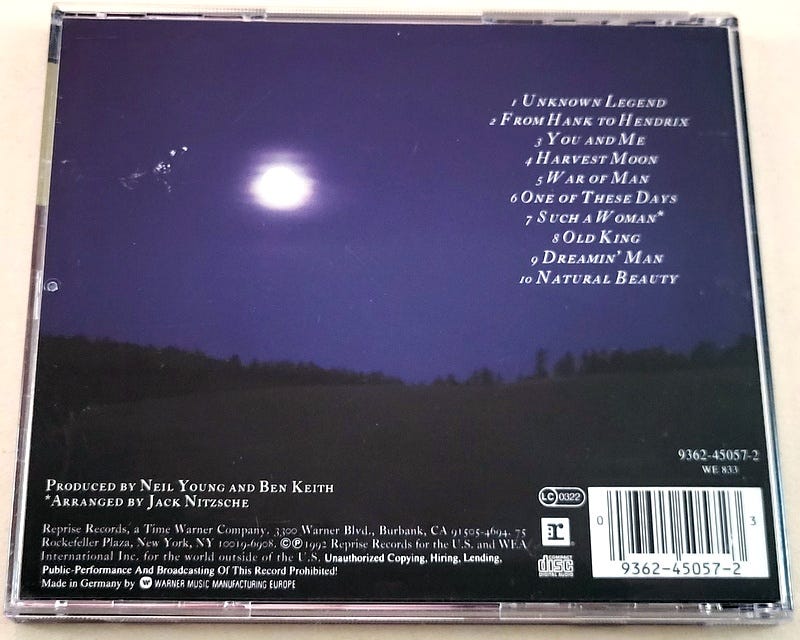 1 Unknown Legend
2 From Hank to Hendrix
3 You and Me
4 Harvest Moon
5 War of Man
6 One of These Days
7 Such a Woman*
8 Old King
9 Dreamin' Man
10 Natural Beauty
9362-45057-2
WE 833
Produced by Neil Young and Ben Keith
*Arranged by Jack Nitzsche
LC 0322
Reprise Records, a Time Warner Company. 3300 Warner Blvd., Burbank, CA 91505-4694. 75
Rockefeller Plaza, New York, NY 10019-6908. ©℗1992 Reprise Records for the U.S. and WEA
International Inc. for the world outside of the U.S. Unauthorized Copying, Hiring, Lending,
Public-Performance And Broadcasting Of This Record Prohibited!
Made in Germany by WARNER MUSIC MANUFACTURING EUROPE
r
COMPACT
disc
DIGITAL AUDIO
0 3
9362-45057-2